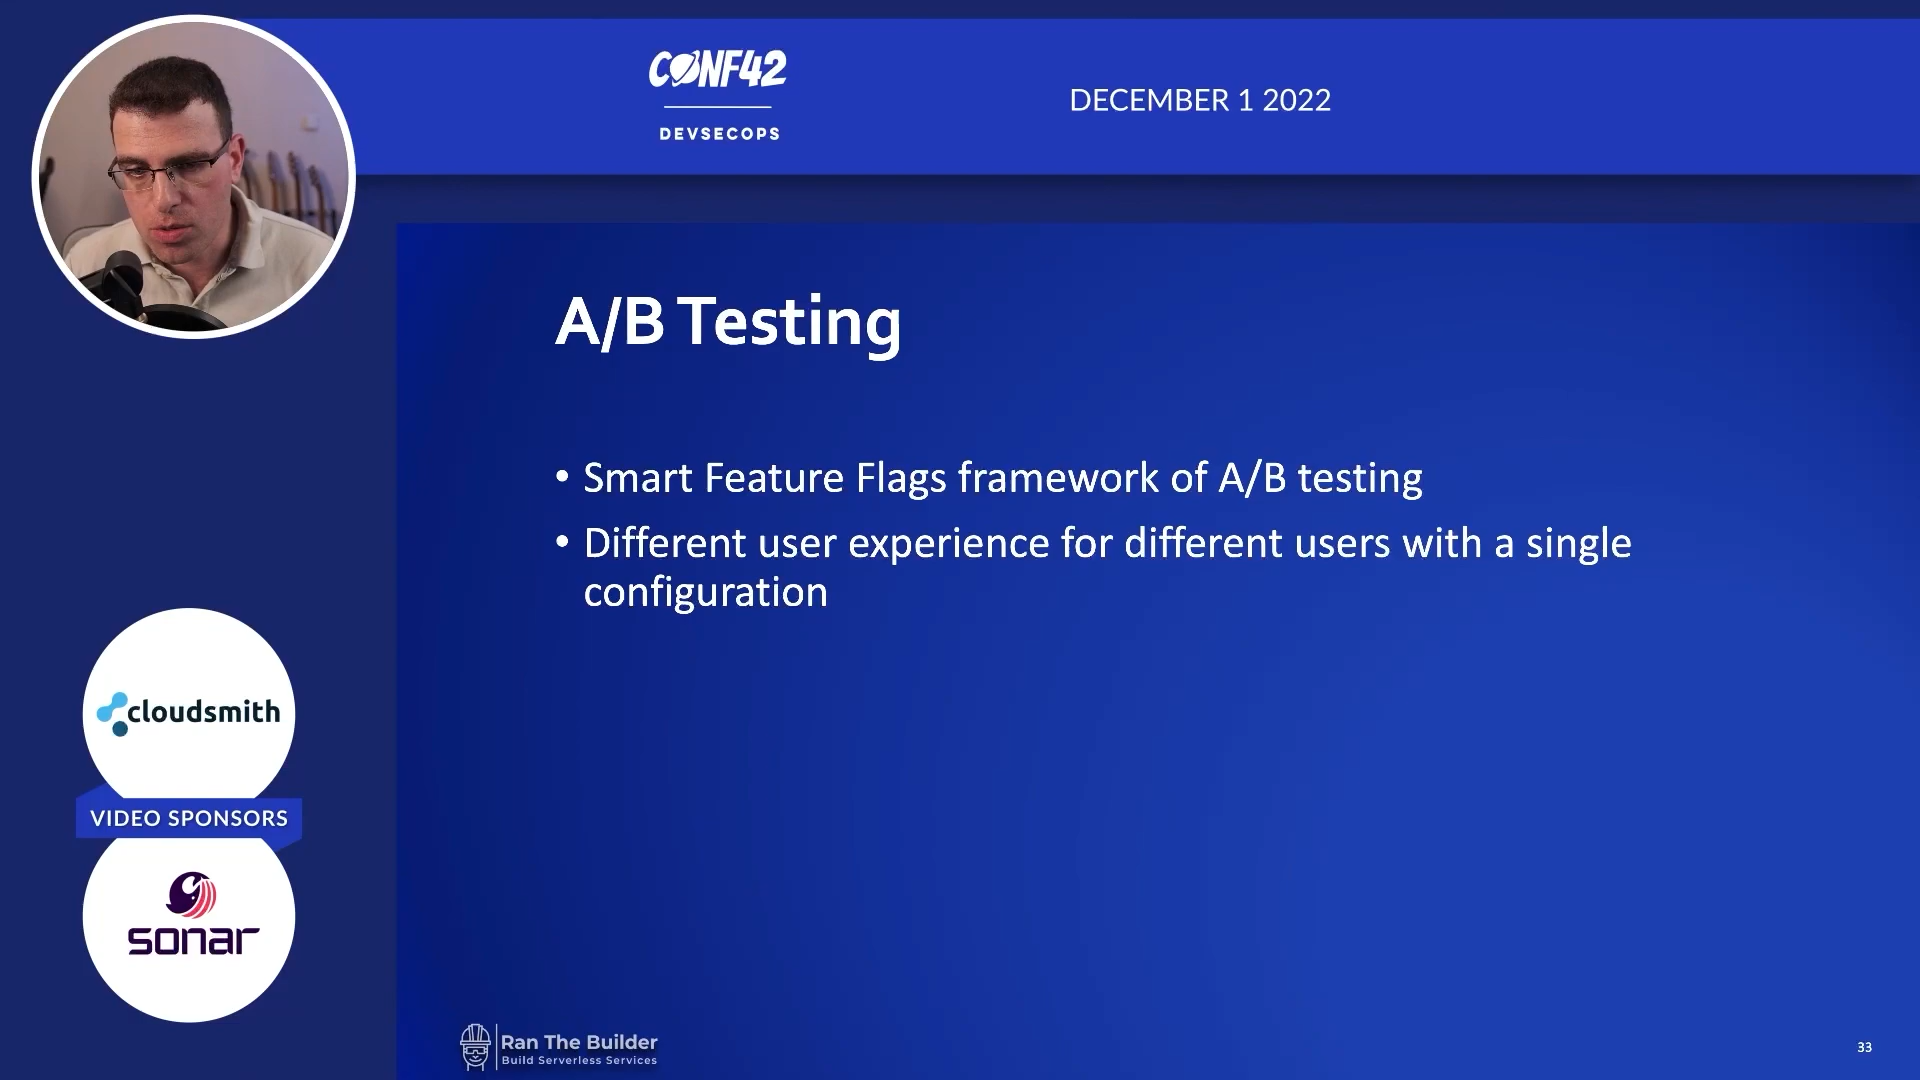 CONF42
DEVSECOPS
DECEMBER 1 2022
A/B Testing
• Smart Feature Flags framework of A/B testing
• Different user experience for different users with a single
configuration
cloudsmith
VIDEO SPONSORS
sonar
Ran The Builder
Build Serverless Services
33